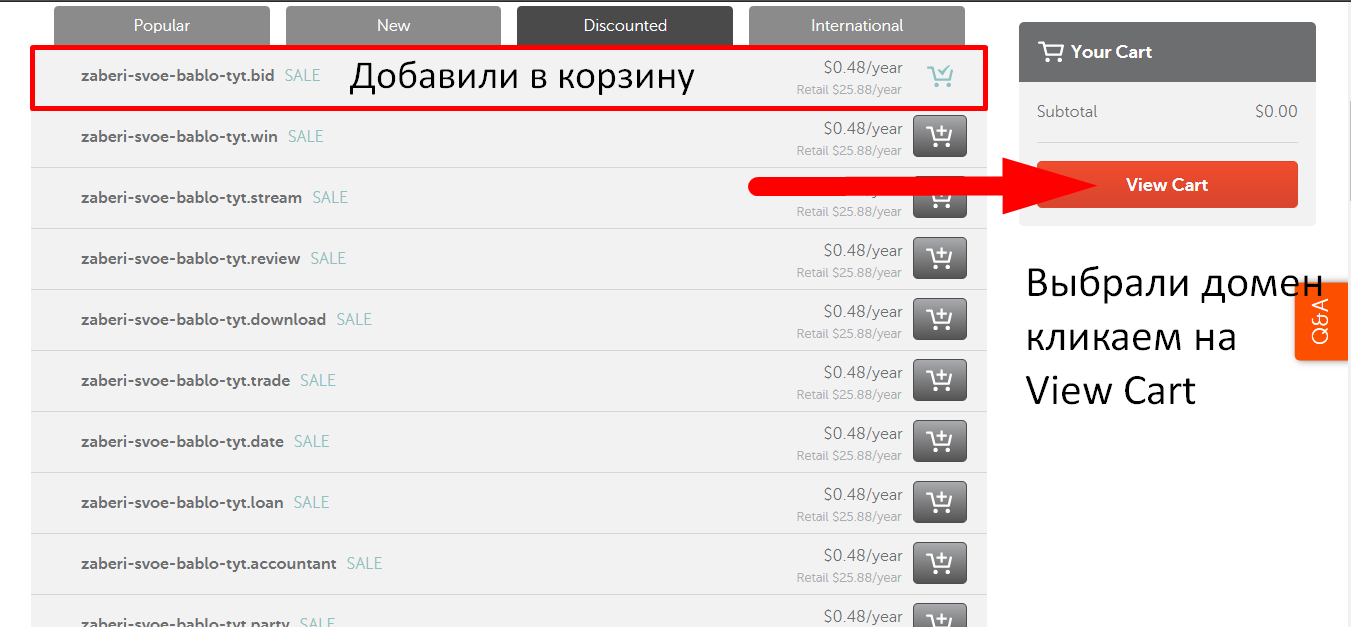 Popular
New
Discounted
International
zaberi-svoe-bablo-tyt.bid SALE
Добавили в корзину
$0.48/year
Retail $25.88/year
zaberi-svoe-bablo-tyt.win SALE
$0.48/year
Retail $25.88/year
zaberi-svoe-bablo-tyt.stream SALE
Retail $25.88/year
zaberi-svoe-bablo-tyt.review SALE
$0.48/year
Retail $25.88/year
zaberi-svoe-bablo-tyt.download SALE
$0.48/year
Retail $25.88/year
zaberi-svoe-bablo-tyt.trade SALE
$0.48/year
Retail $25.88/year
zaberi-svoe-bablo-tyt.date SALE
$0.48/year
Retail $25.88/year
zaberi-svoe-bablo-tyt.loan SALE
$0.48/year
Retail $25.88/year
zaberi-svoe-bablo-tyt.accountant SALE
$0.48/year
Retail $25.88/year
zaberi-svoe-bablo-tyt.party SALE
$0.48/year
Your Cart
Subtotal $0.00
View Cart
Выбрали домен
кликаем на
View Cart
Q&A